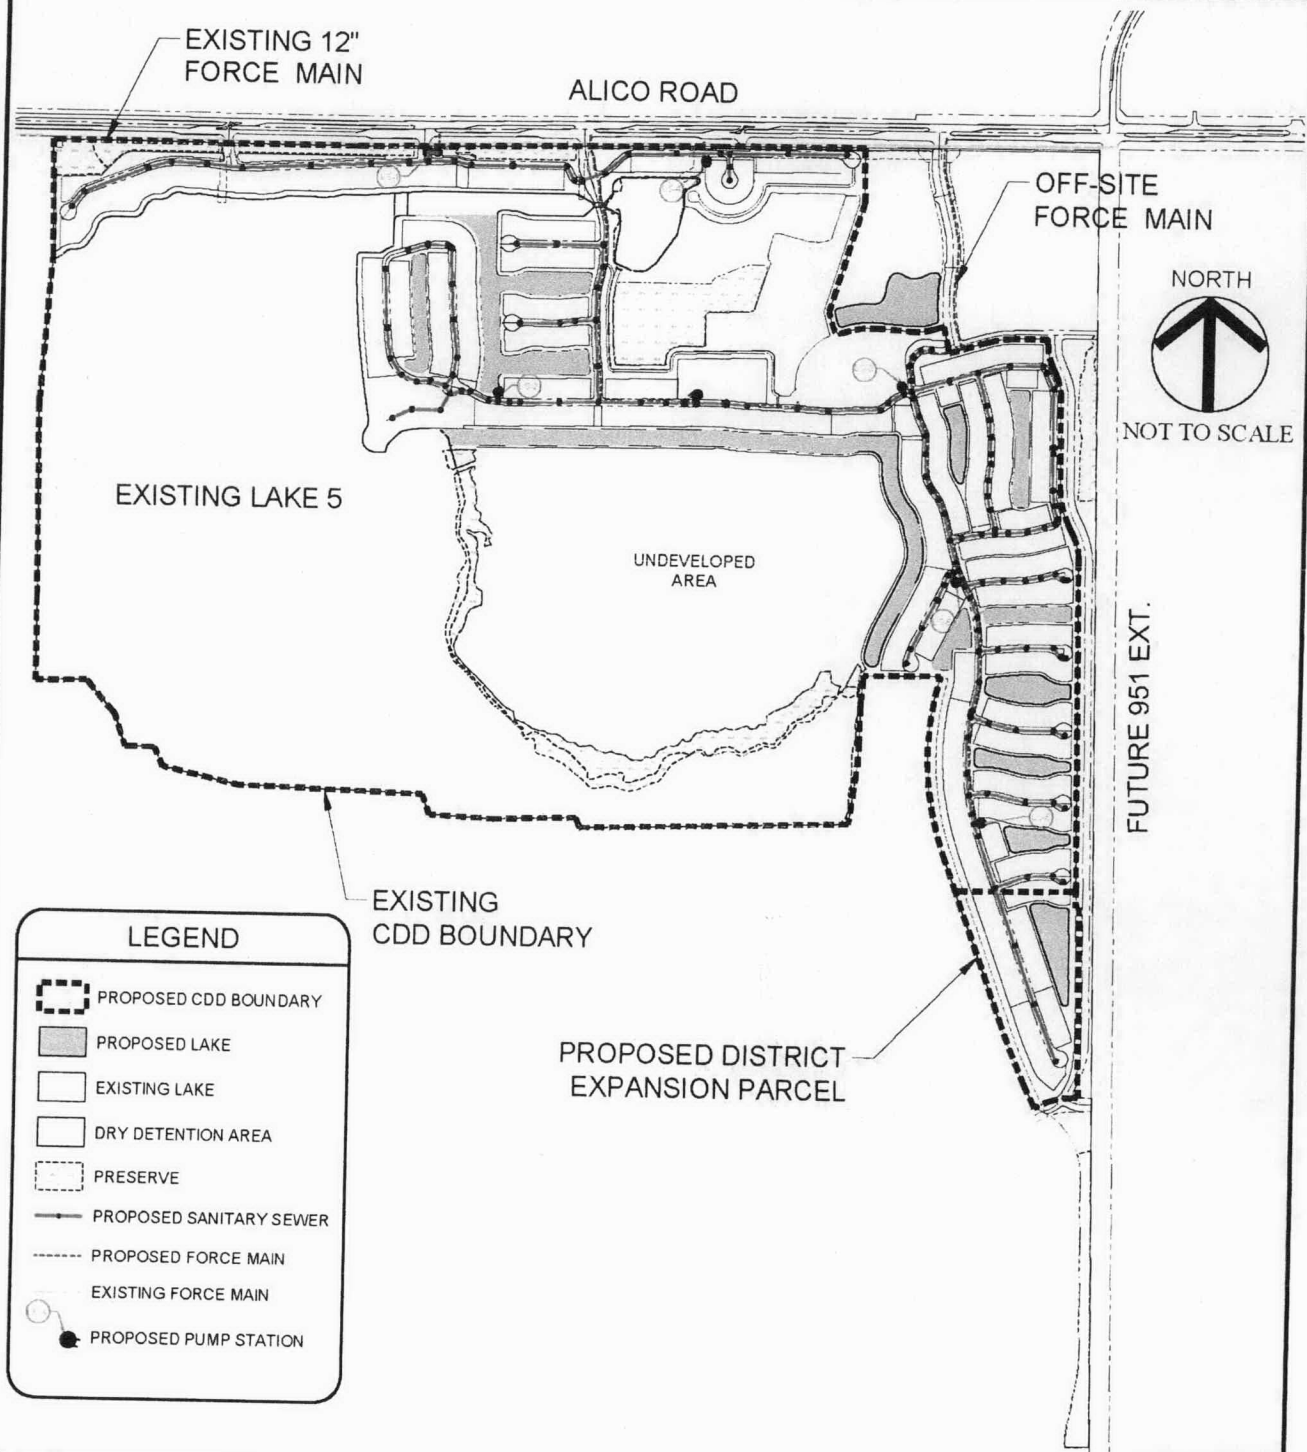 EXISTING 12"
FORCE MAIN
ALICO ROAD
OFF-SITE
FORCE MAIN
NORTH
NOT TO SCALE
EXISTING LAKE 5
UNDEVELOPED
AREA
FUTURE 951 EXT.
EXISTING
CDD BOUNDARY
PROPOSED DISTRICT
EXPANSION PARCEL
LEGEND
PROPOSED CDD BOUNDARY
PROPOSED LAKE
EXISTING LAKE
DRY DETENTION AREA
PRESERVE
PROPOSED SANITARY SEWER
PROPOSED FORCE MAIN
EXISTING FORCE MAIN
PROPOSED PUMP STATION